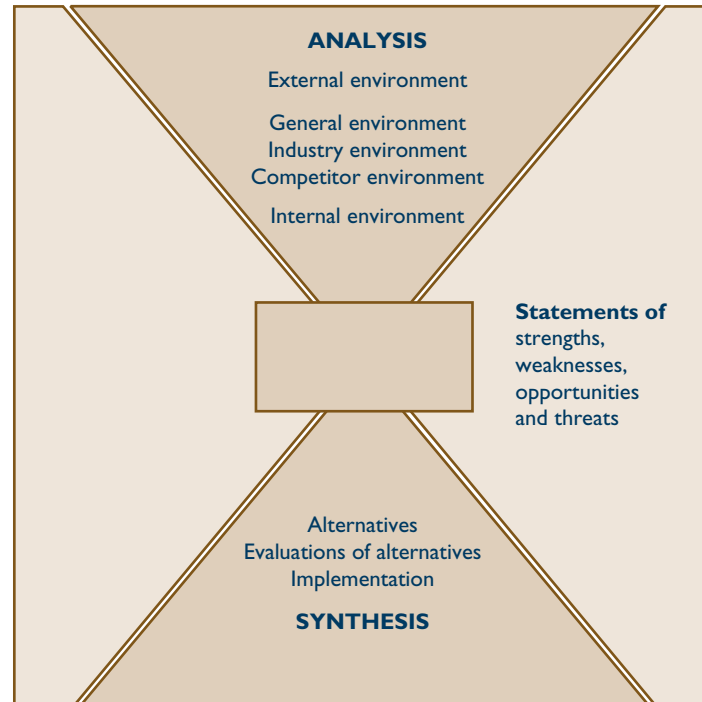 ANALYSIS
External environment
General environment
Industry environment
Competitor environment
Internal environment
Statements of
strengths,
weaknesses,
opportunities
and threats
Alternatives
Evaluations of alternatives
Implementation
SYNTHESIS